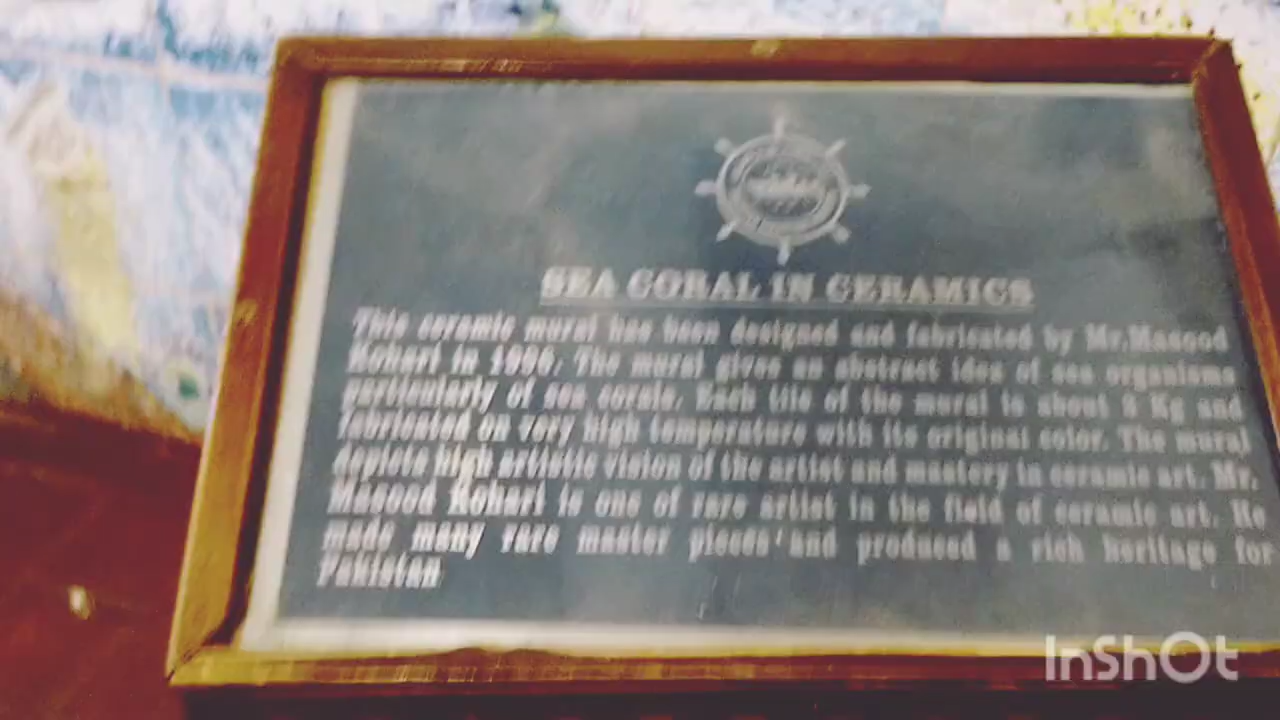 SEA CORAL IN CERAMICS
This ceramic mural has been designed and fabricated by Mr.Masood
Kohari in 1996. The mural gives an abstract idea of sea organisms
particularly of sea corals. Each tile of the mural is about 2 Kg and
fabricated on very high temperature with its original color. The mural
depicts high artistic vision of the artist and mastery in ceramic art. Mr.
Masood Kohari is one of rare artist in the field of ceramic art. He
made many rare master pieces and produced a rich heritage for
Pakistan
InShOt